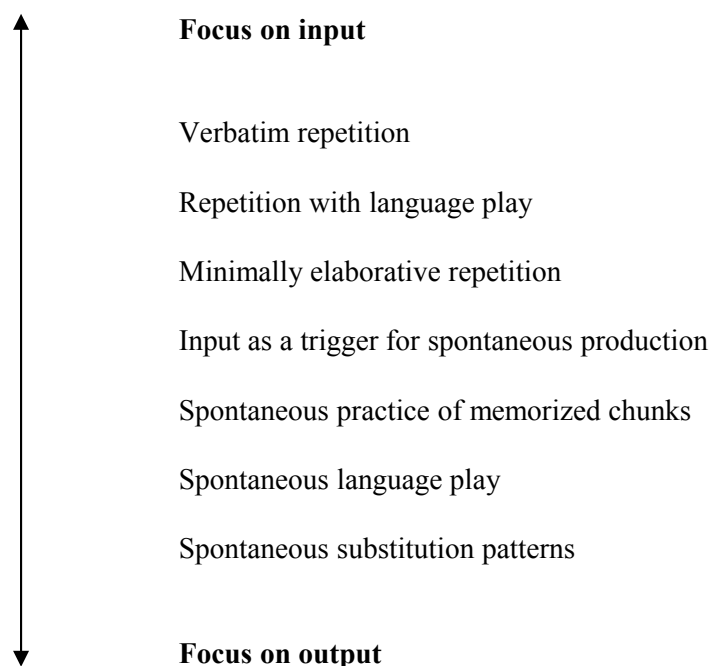 Focus on input
Verbatim repetition
Repetition with language play
Minimally elaborative repetition
Input as a trigger for spontaneous production
Spontaneous practice of memorized chunks
Spontaneous language play
Spontaneous substitution patterns
Focus on output